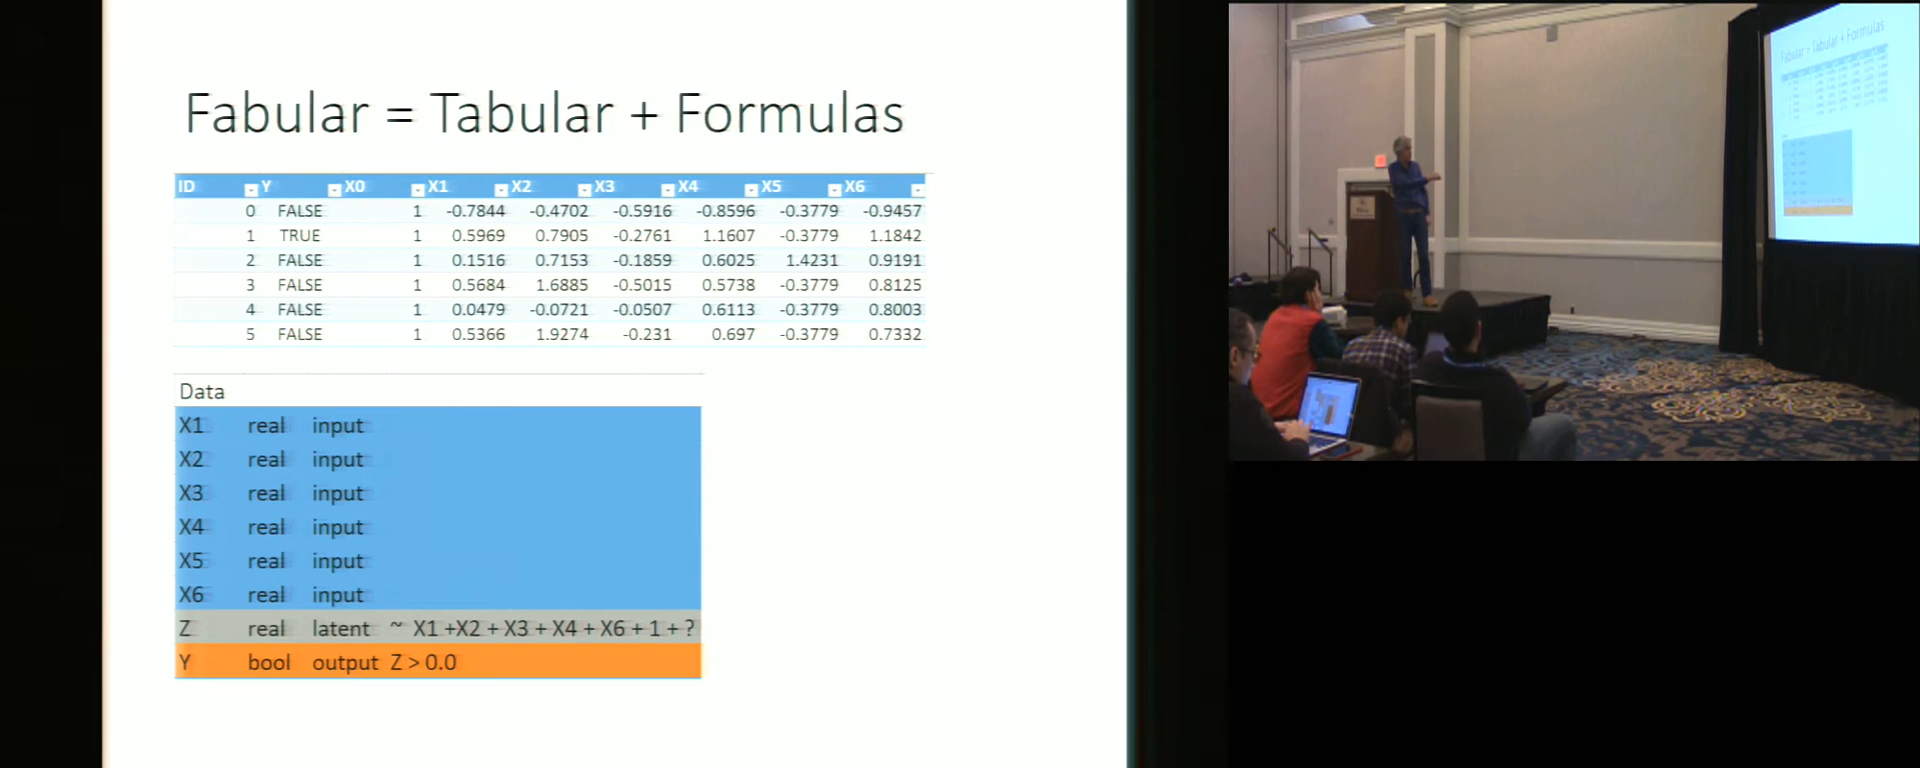 Fabular = Tabular + Formulas
ID Y X0 X1 X2 X3 X4 X5 X6
0 FALSE 1 -0.7844 -0.4702 -0.5916 -0.8596 -0.3779 -0.9457
1 TRUE 1 0.5969 0.7905 -0.2761 1.1607 -0.3779 1.1842
2 FALSE 1 0.1516 0.7153 -0.1859 0.6025 1.4231 0.9191
3 FALSE 1 0.5684 1.6885 -0.5015 0.5738 -0.3779 0.8125
4 FALSE 1 0.0479 -0.0721 -0.0507 0.6113 -0.3779 0.8003
5 FALSE 1 0.5366 1.9274 -0.231 0.697 -0.3779 0.7332
Data
X1 real input
X2 real input
X3 real input
X4 real input
X5 real input
X6 real input
Z real latent ~ X1 +X2 + X3 + X4 + X6 + 1 + ?
Y bool output Z > 0.0
Fabular = Tabular + Formulas